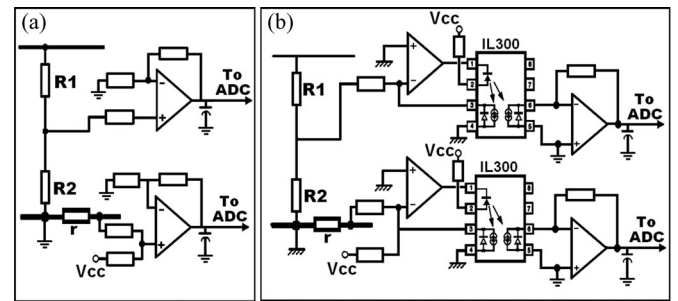 (a)
R1
To
ADC
R2
r
Vcc
To
ADC
(b)
R1
R2
r
Vcc
Vcc
IL300
1
2
3
4
8
7
6
5
To
ADC
Vcc
IL300
1
2
3
4
8
7
6
5
To
ADC